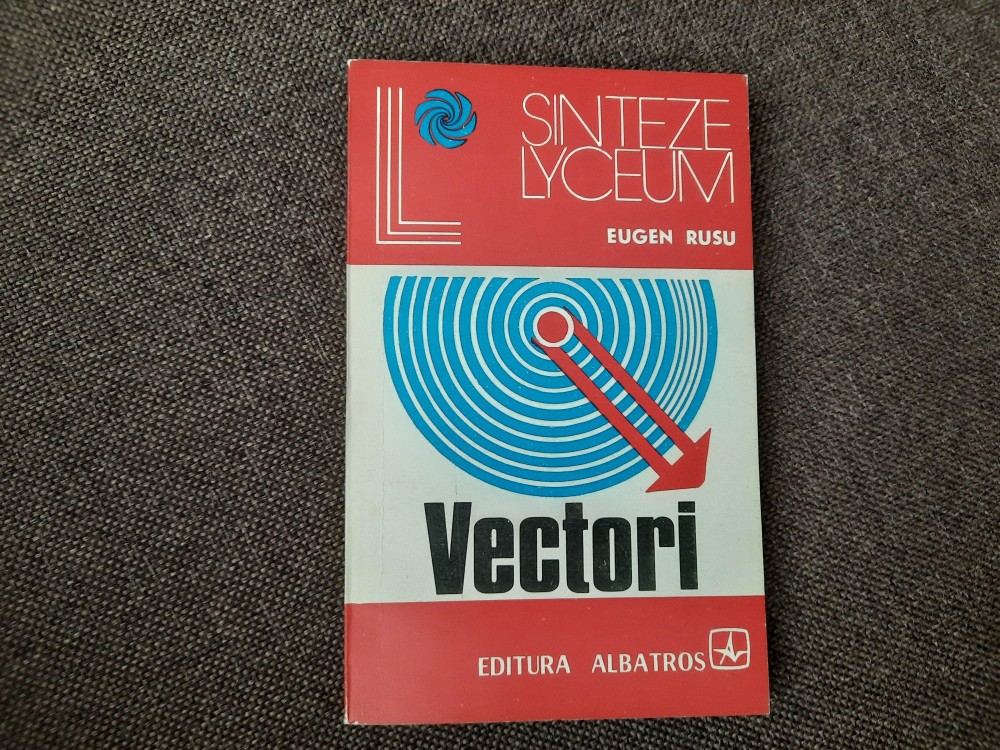 SINTEZE
LYCEUM
EUGEN RUSU
Vectori
EDITURA ALBATROS